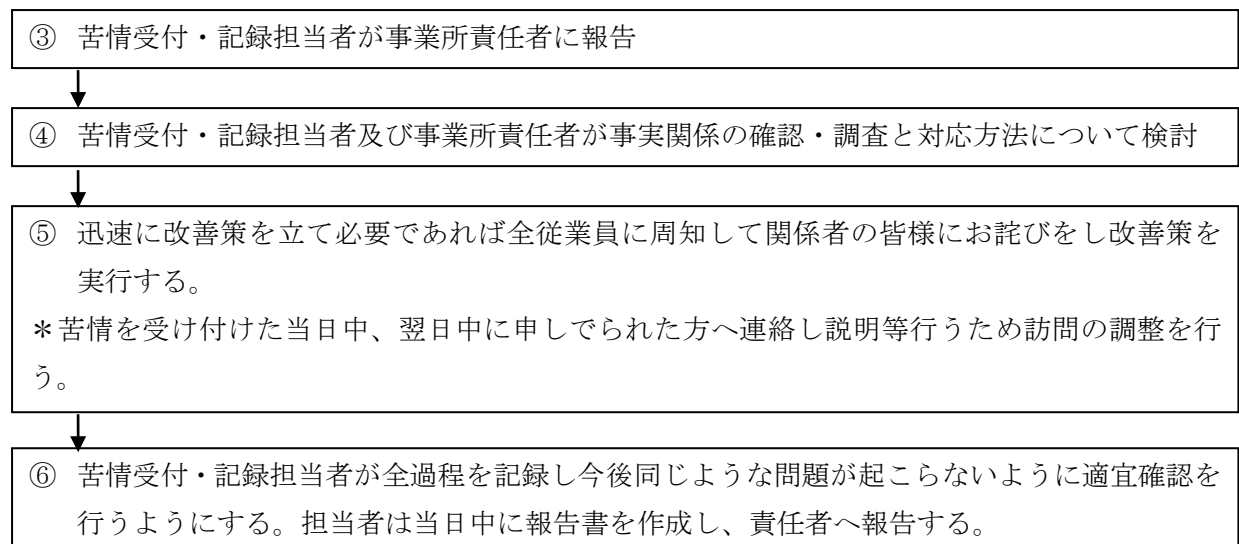 ③ 苦情受付・記録担当者が事業所責任者に報告
④ 苦情受付・記録担当者及び事業所責任者が事実関係の確認・調査と対応方法について検討
⑤ 迅速に改善策を立て必要であれば全従業員に周知して関係者の皆様にお詫びをし改善策を
実行する。
＊苦情を受け付けた当日中、翌日中に申しでられた方へ連絡し説明等行うため訪問の調整を行
う。
⑥ 苦情受付・記録担当者が全過程を記録し今後同じような問題が起こらないように適宜確認を
行うようにする。担当者は当日中に報告書を作成し、責任者へ報告する。